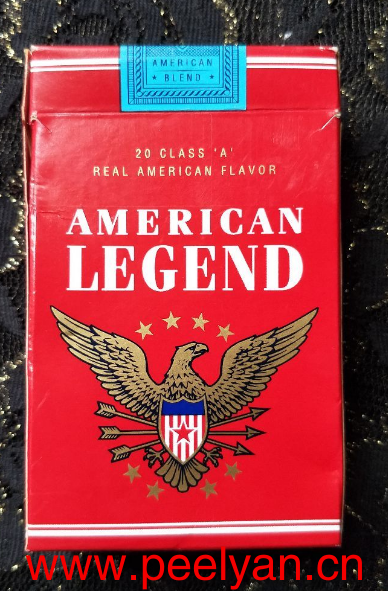 AMERICAN
★ BLEND ★
20 CLASS 'A'
REAL AMERICAN FLAVOR
AMERICAN
LEGEND
www.peelyan.cn